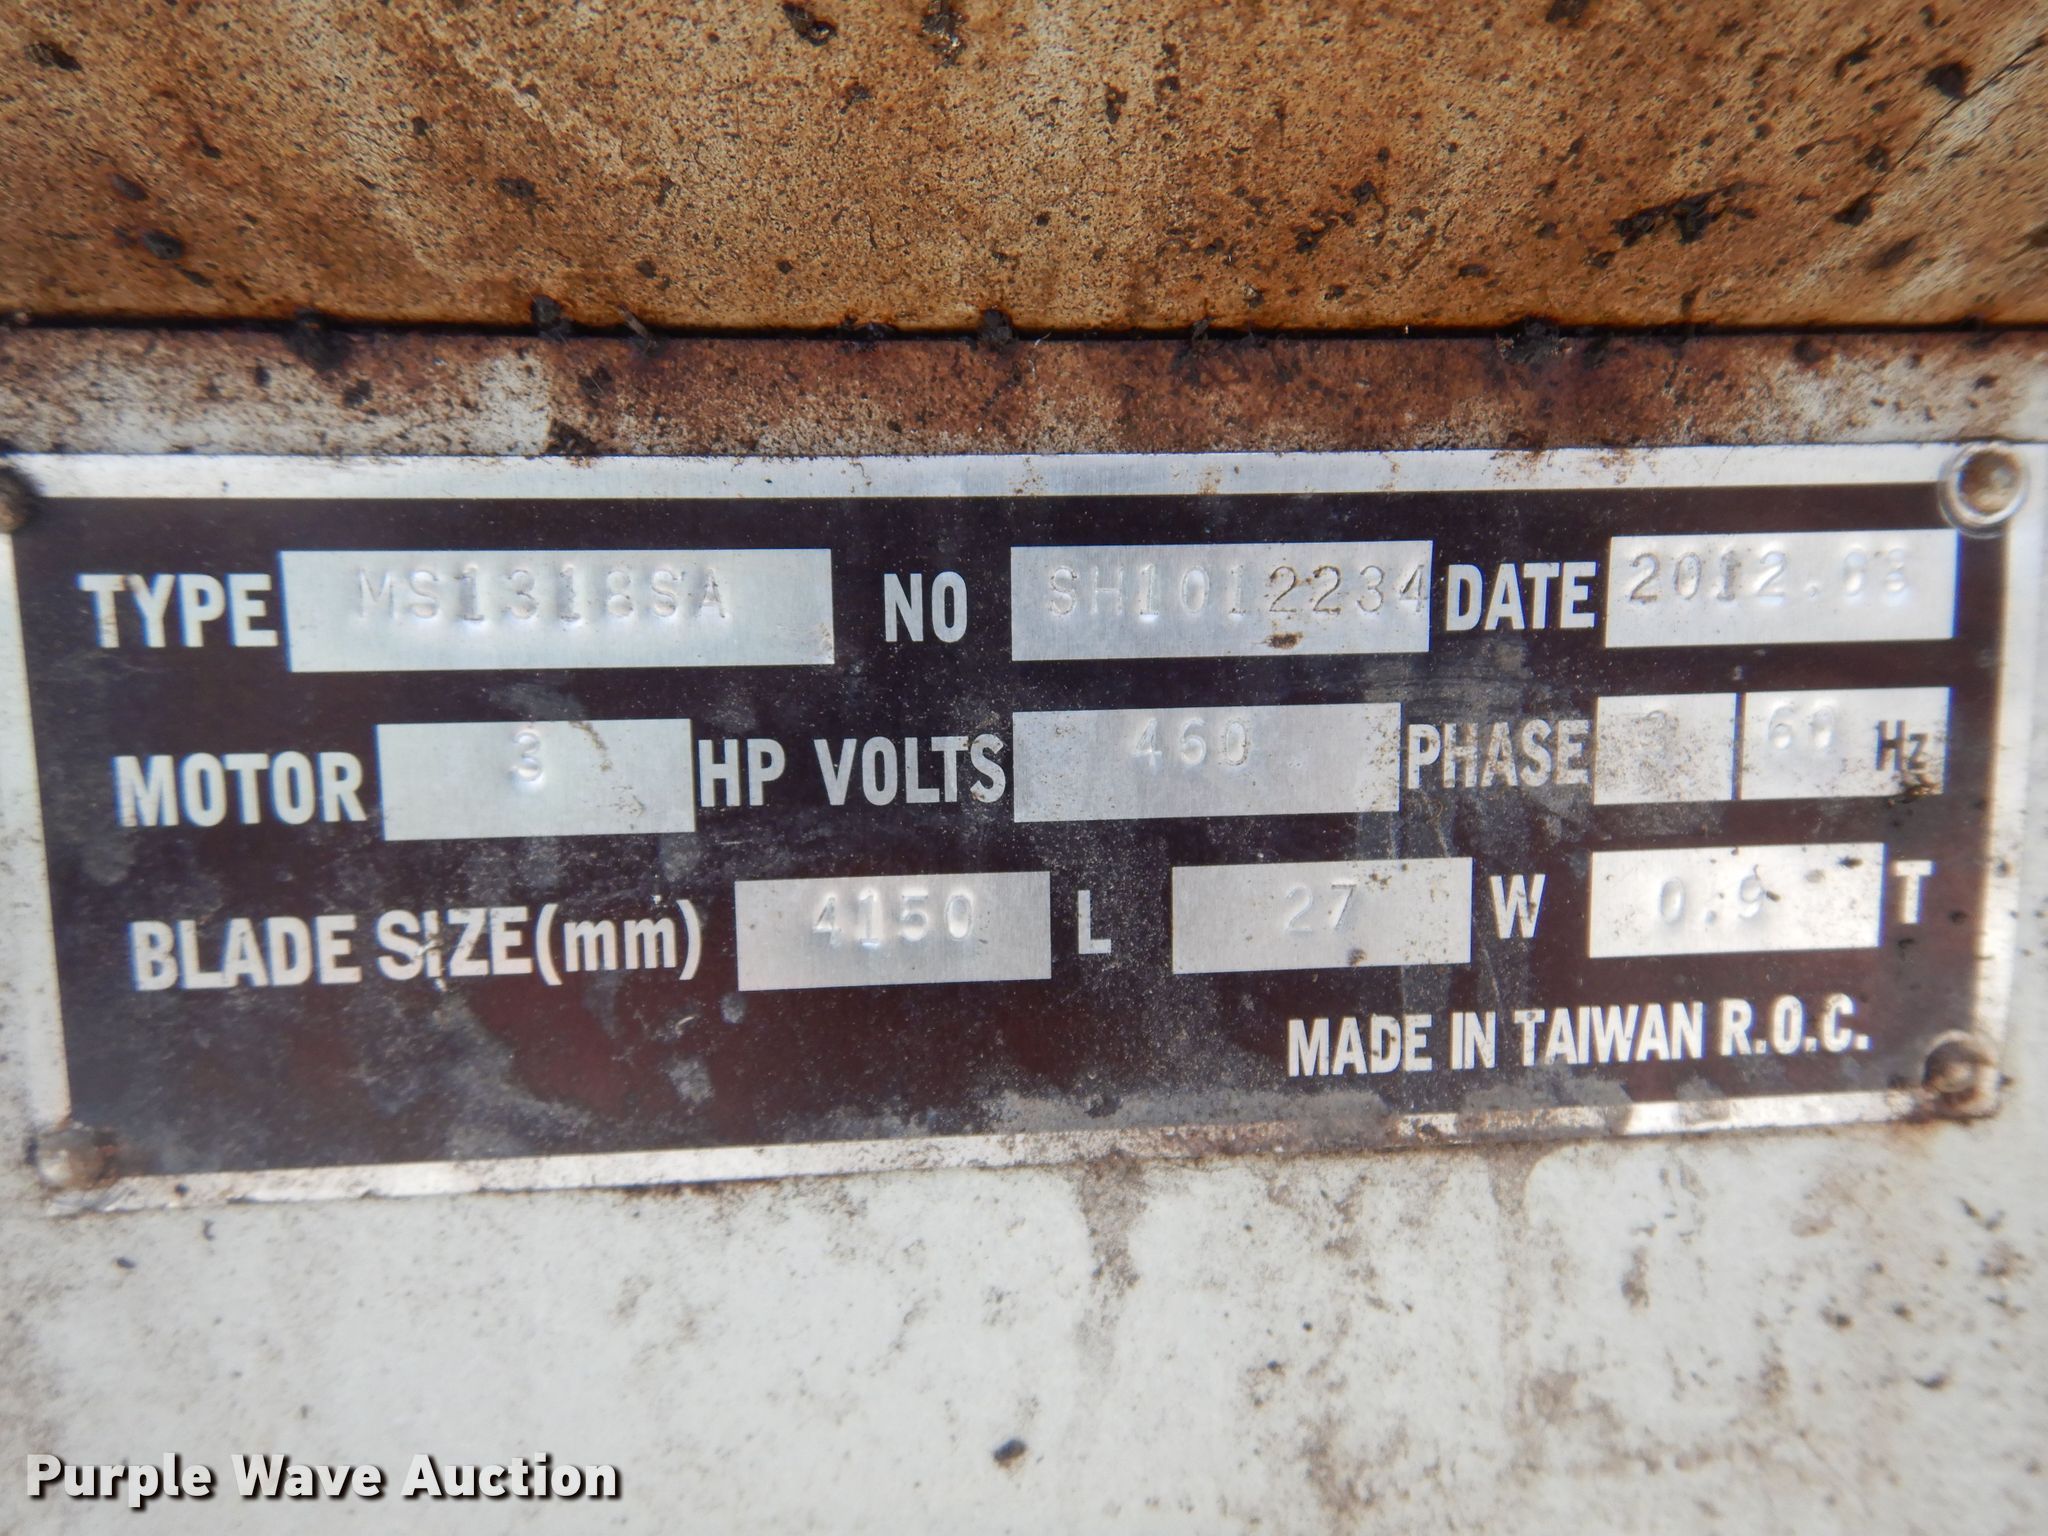 TYPE MS1318SA NO SH1012234 DATE 2012.03
MOTOR 3 HP VOLTS 460 PHASE 3 60 Hz
BLADE SIZE(mm) 4150 L 27 W 0.9 T
MADE IN TAIWAN R.O.C.
Purple Wave Auction